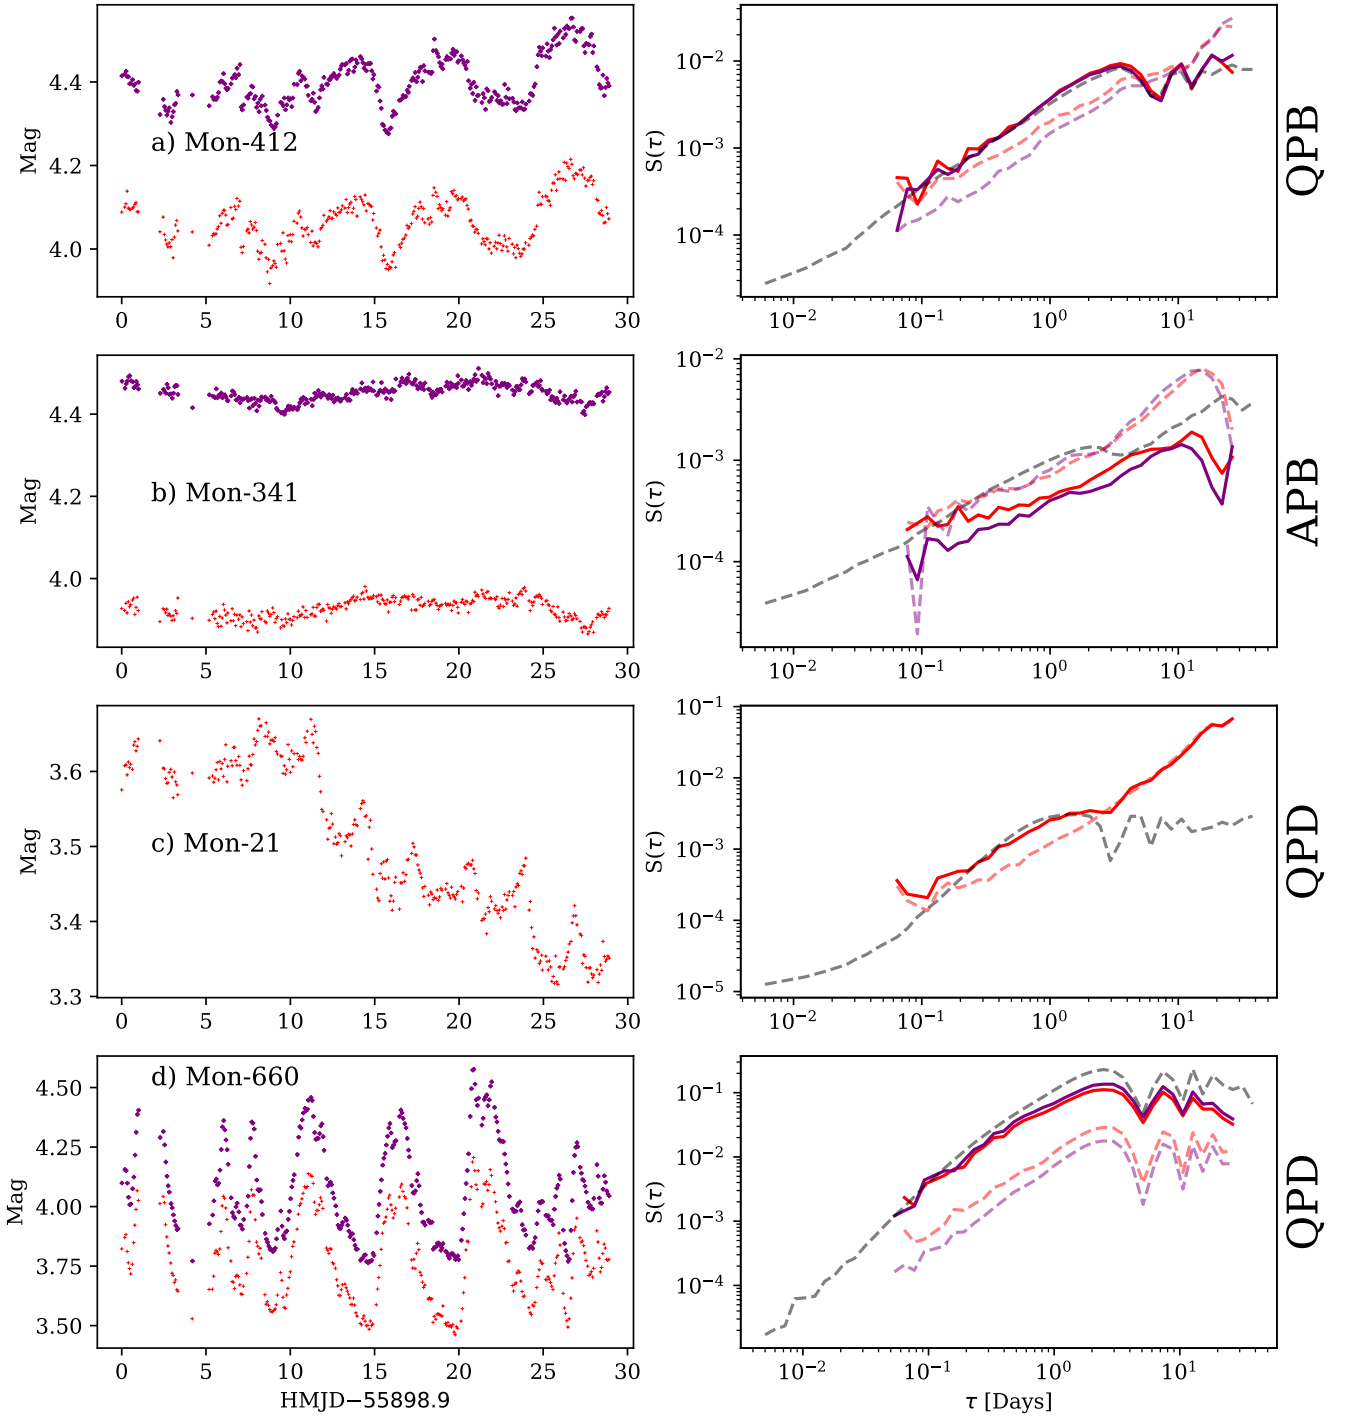 Mag
4.4
4.2
4.0
a) Mon-412
0 5 10 15 20 25 30
S(τ)
10⁻²
10⁻³
10⁻⁴
10⁻² 10⁻¹ 10⁰ 10¹
QPB
Mag
4.4
4.2
4.0
b) Mon-341
0 5 10 15 20 25 30
S(τ)
10⁻²
10⁻³
10⁻⁴
10⁻² 10⁻¹ 10⁰ 10¹
APB
Mag
3.6
3.5
3.4
3.3
c) Mon-21
0 5 10 15 20 25 30
S(τ)
10⁻¹
10⁻²
10⁻³
10⁻⁴
10⁻⁵
10⁻² 10⁻¹ 10⁰ 10¹
QPD
Mag
4.50
4.25
4.00
3.75
3.50
d) Mon-660
0 5 10 15 20 25 30
HMJD−55898.9
S(τ)
10⁻¹
10⁻²
10⁻³
10⁻⁴
10⁻² 10⁻¹ 10⁰ 10¹
τ [Days]
QPD